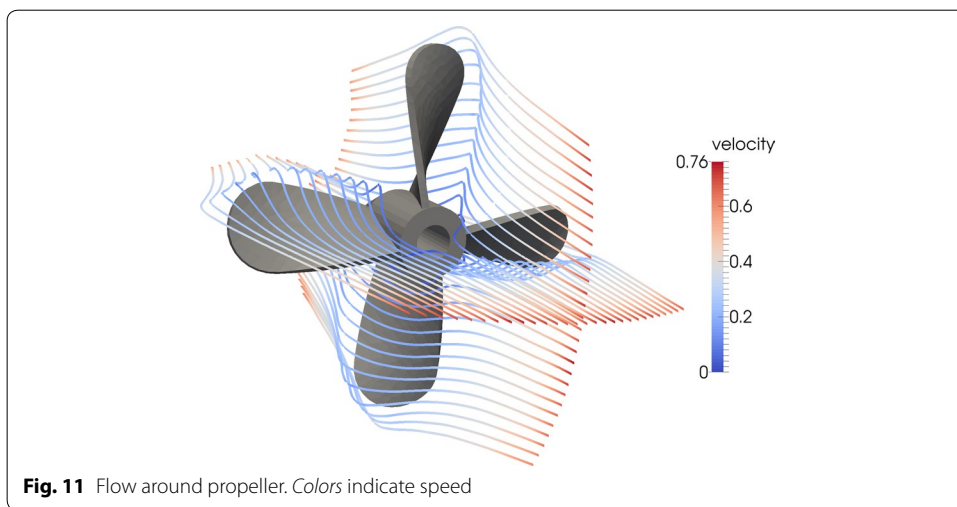 velocity
0.76
0.6
0.4
0.2
0
Fig. 11 Flow around propeller. Colors indicate speed